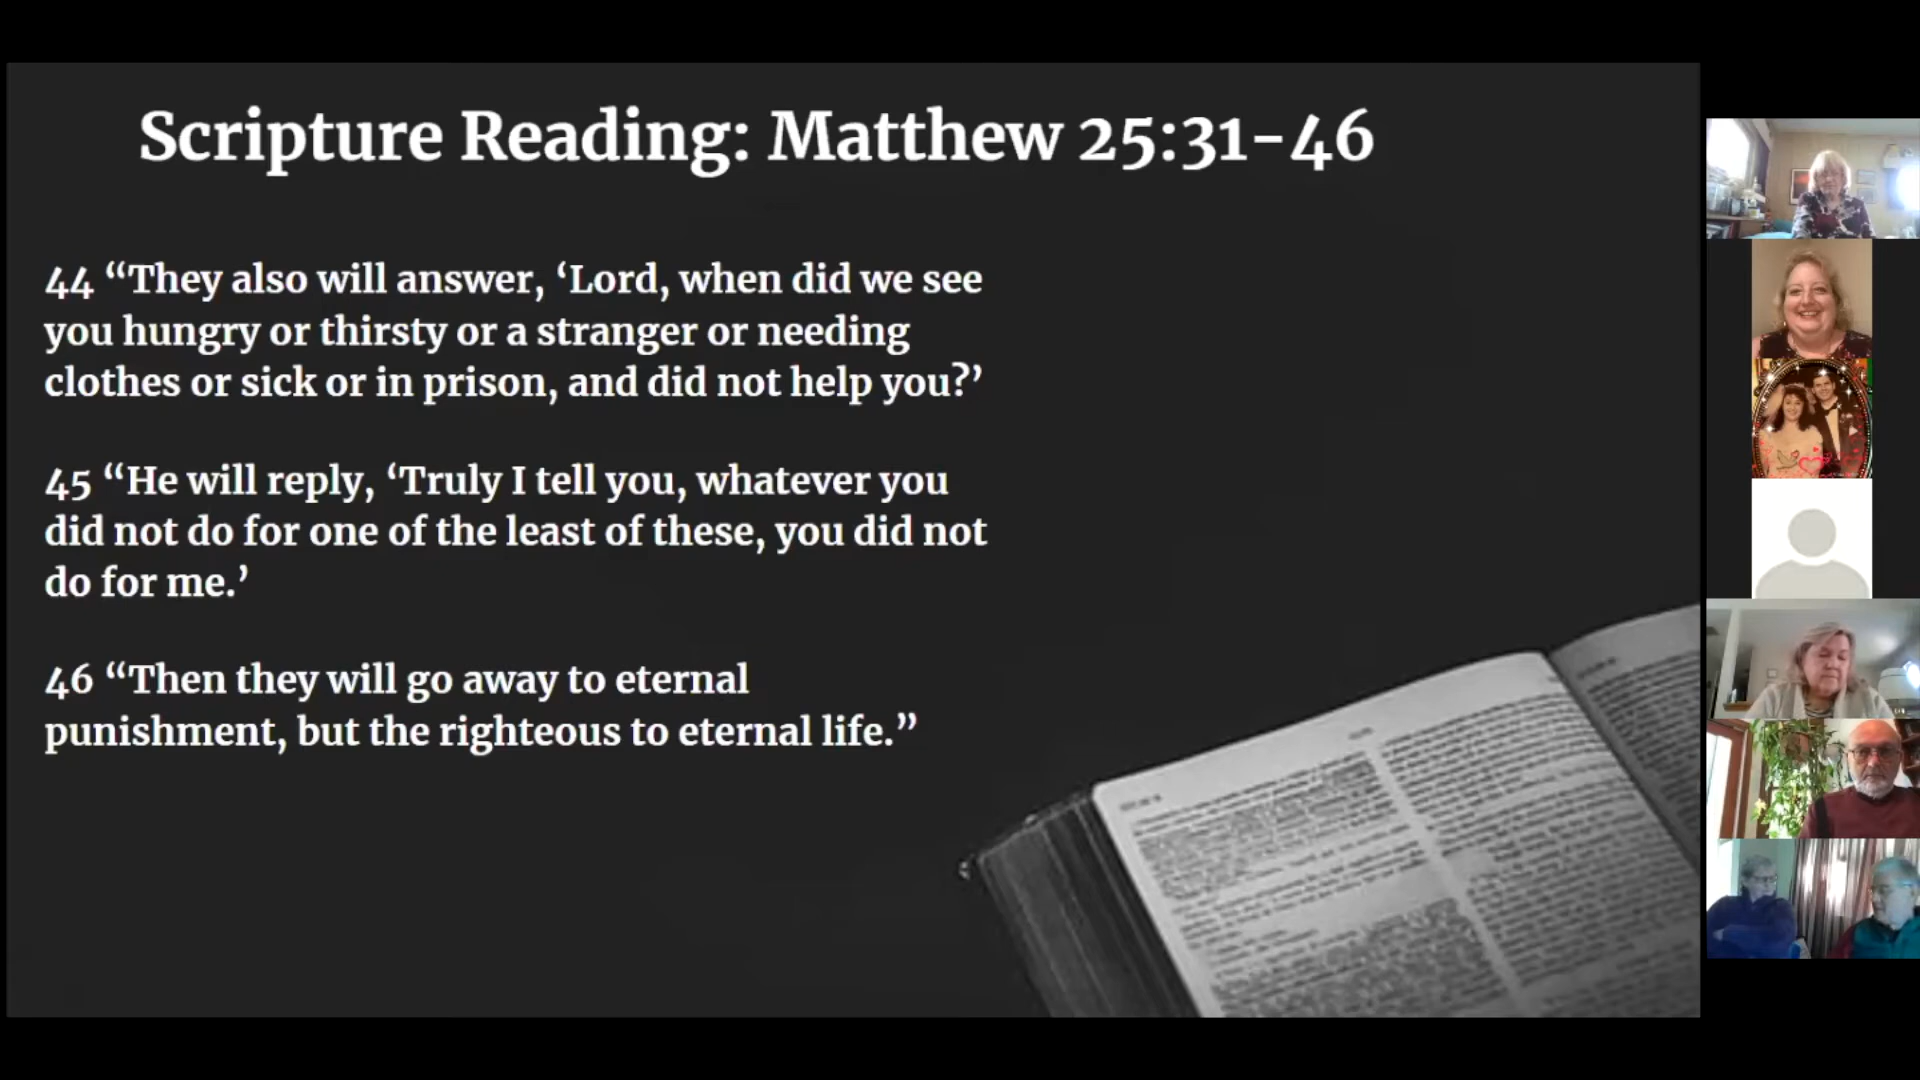 Scripture Reading: Matthew 25:31-46
44 “They also will answer, ‘Lord, when did we see
you hungry or thirsty or a stranger or needing
clothes or sick or in prison, and did not help you?’
45 “He will reply, ‘Truly I tell you, whatever you
did not do for one of the least of these, you did not
do for me.’
46 “Then they will go away to eternal
punishment, but the righteous to eternal life.”